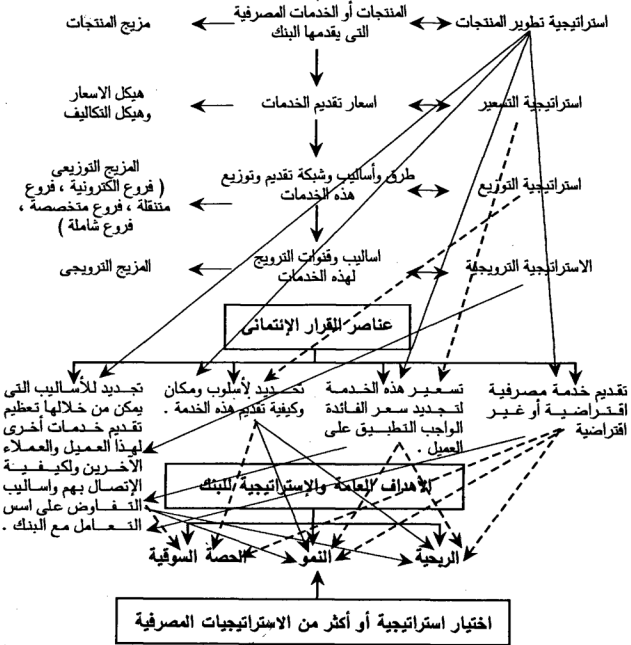 استراتيجية تطوير المنتجات
المنتجات أو الخدمات المصرفية
التى يقدمها البنك
مزيج المنتجات
استراتيجية التسعير
اسعار تقديم الخدمات
هيكل الاسعار
وهيكل التكاليف
استراتيجية التوزيع
طرق وأساليب وشبكة تقديم وتوزيع
هذه الخدمات
المزيج التوزيعى
( فروع الكترونية ، فروع
متنقلة ، فروع متخصصة ،
فروع شاملة )
الاستراتيجية الترويجية
اساليب وقنوات الترويج
لهذه الخدمات
المزيج الترويجى
عناصر القرار الإئتمانى
تقديم خدمة مصرفية
اقتراضية أو غير
اقتراضية
تسعير هذه الخدمة
لتحديد سعر الفائدة
الواجب التطبيق على
العميل .
تحديد لأسلوب ومكان
وكيفية تقديم هذه الخدمة .
تحديد للأساليب التى
يمكن من خلالها تعظيم
تقديم خدمات أخرى
لهذا العميل والعملاء
الآخرين ولكيفية
الإتصال بهم واساليب
التفاوض على اسس
التعامل مع البنك .
الأهداف العامة والإستراتيجية للبنك
الربحية
النمو
الحصة السوقية
اختيار استراتيجية أو أكثر من الاستراتيجيات المصرفية